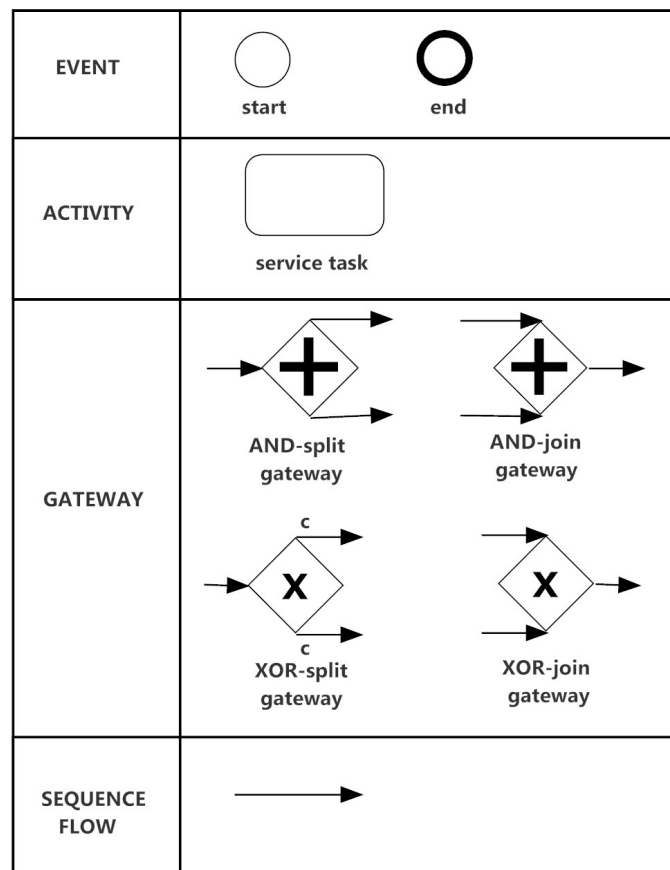 EVENT
start
end
ACTIVITY
service task
GATEWAY
AND-split
gateway
AND-join
gateway
c
X
c
XOR-split
gateway
X
XOR-join
gateway
SEQUENCE
FLOW